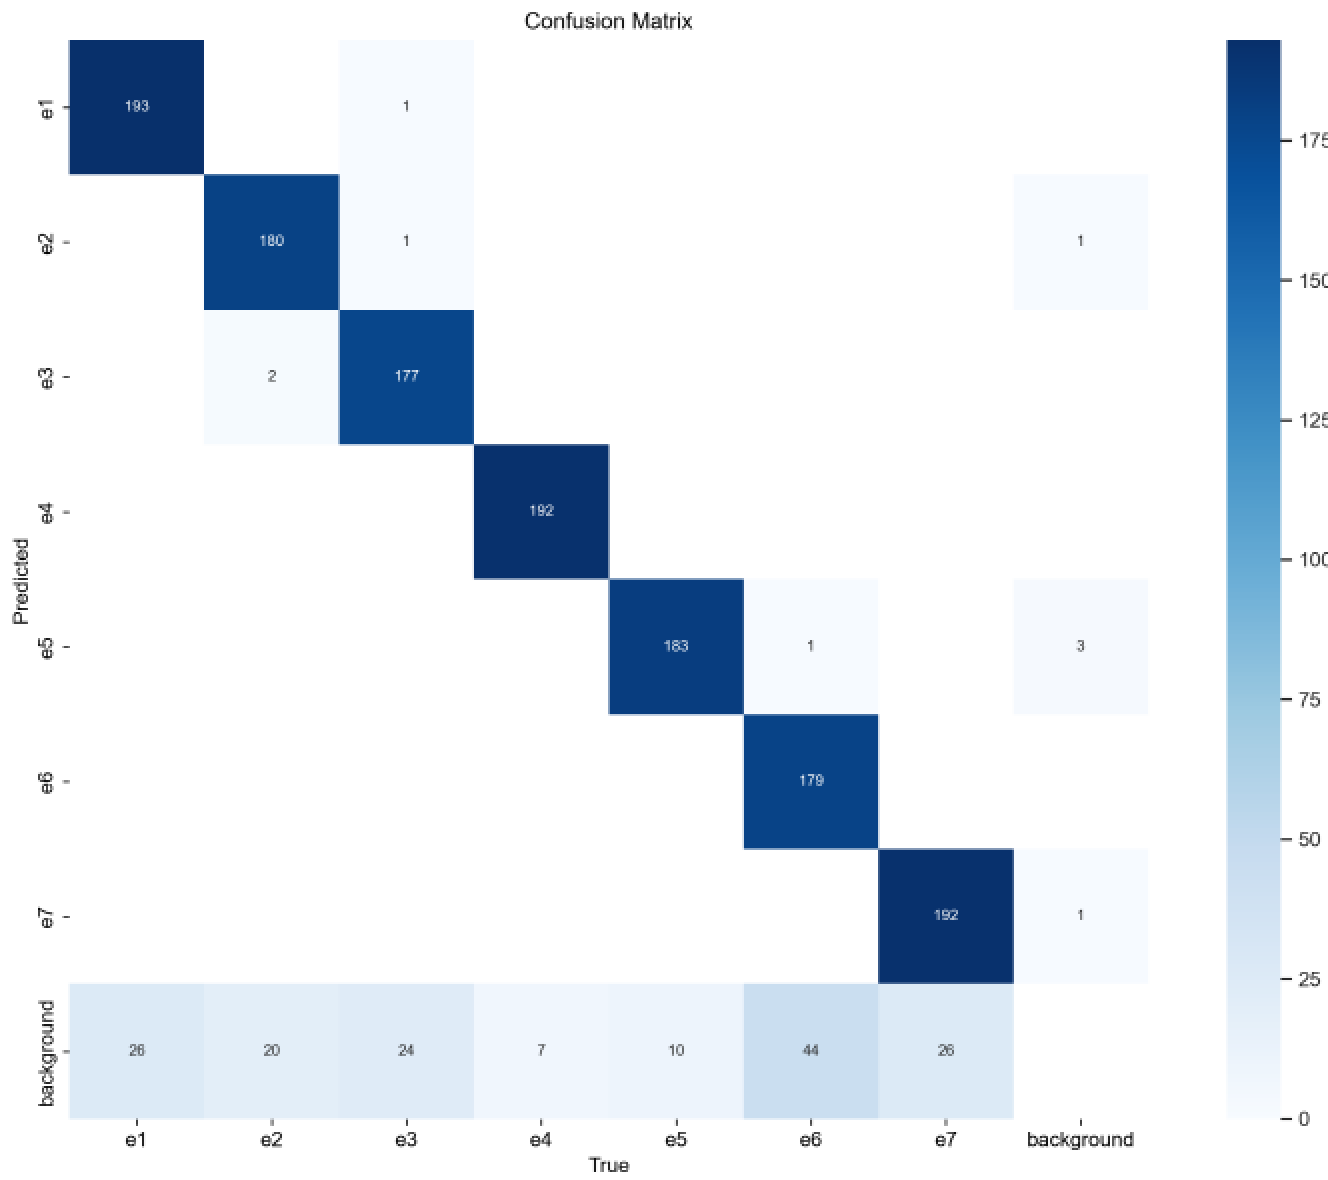 Confusion Matrix
e1 193 1
e2 180 1 1
e3 2 177
e4 192
e5 183 1 3
e6 179
e7 192 1
background 26 20 24 7 10 44 26
e1 e2 e3 e4 e5 e6 e7 background
True
Predicted
175
150
125
100
75
50
25
0